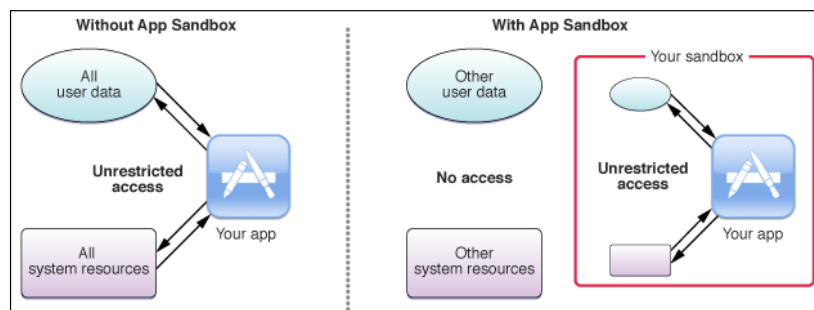 Without App Sandbox
All
user data
Unrestricted
access
Your app
All
system resources
With App Sandbox
Other
user data
No access
Other
system resources
Your sandbox
Unrestricted
access
Your app